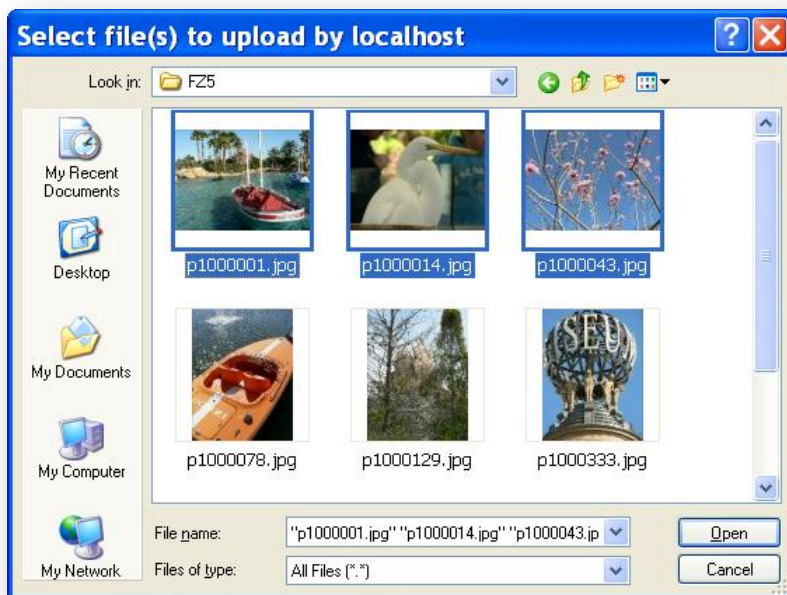 Select file(s) to upload by localhost
Look in:
FZ5
My Recent
Documents
Desktop
My Documents
My Computer
My Network
p1000001.jpg
p1000014.jpg
p1000043.jpg
SEU
p1000078.jpg
p1000129.jpg
p1000333.jpg
File name:
"p1000001.jpg" "p1000014.jpg" "p1000043.jp
Open
Files of type:
All Files (*.*)
Cancel